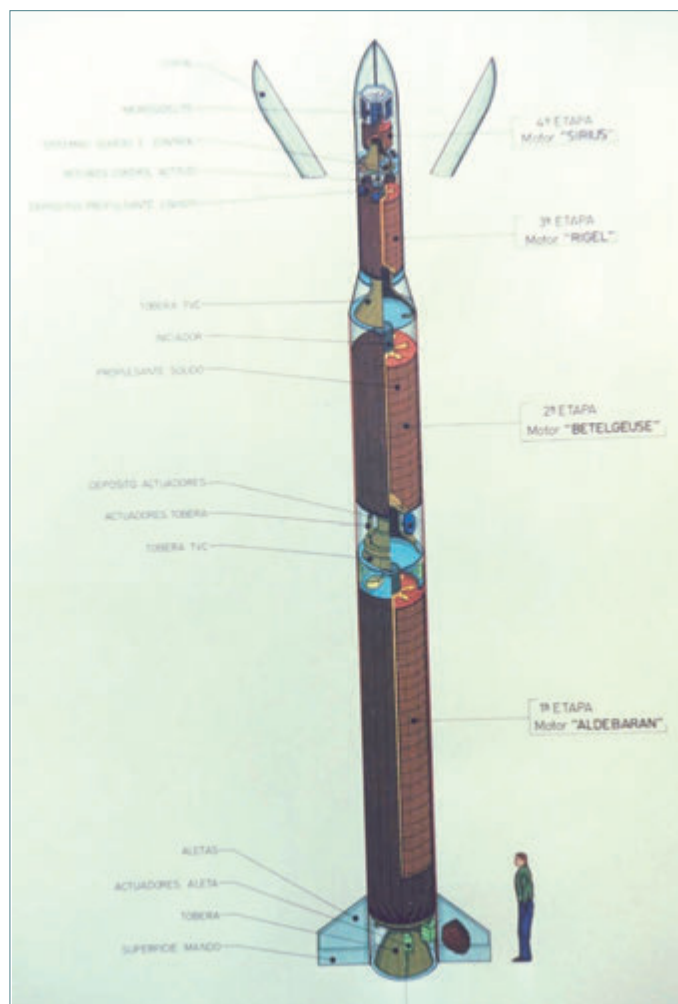 4ª ETAPA
Motor "SIRIUS"
3ª ETAPA
Motor "RIGEL"
TOBERA TVC
INICIADOR
PROPULSANTE SOLIDO
2ª ETAPA
Motor "BETELGEUSE"
DEPOSITO ACTUADORES
ACTUADORES TOBERA
TOBERA TVC
1ª ETAPA
Motor "ALDEBARAN"
ALETAS
ACTUADORES ALETA
TOBERA
SUPERFICIE MANDO